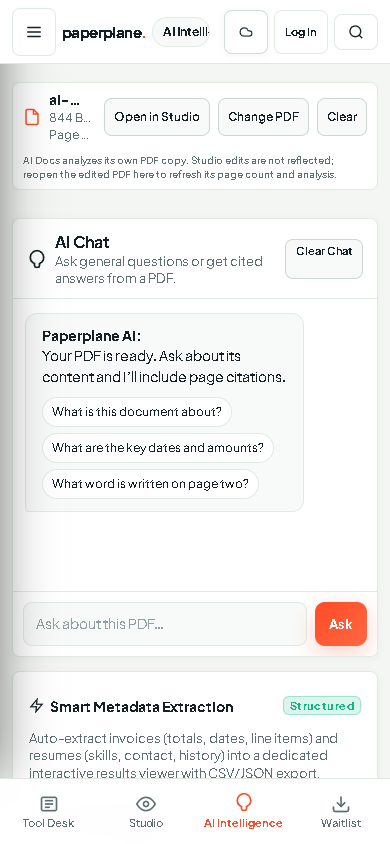 paperplane.
AI Intelli
Log In
al-...
844 B...
Page ...
Open in Studio
Change PDF
Clear
AI Docs analyzes its own PDF copy. Studio edits are not reflected;
reopen the edited PDF here to refresh its page count and analysis.
AI Chat
Ask general questions or get cited
answers from a PDF.
Clear Chat
Paperplane AI:
Your PDF is ready. Ask about its
content and I'll include page citations.
What is this document about?
What are the key dates and amounts?
What word is written on page two?
Ask about this PDF...
Ask
Smart Metadata Extraction
Structured
Auto-extract invoices (totals, dates, line items) and
resumes (skills, contact, history) into a dedicated
interactive results viewer with CSV/JSON export.
Tool Desk
Studio
AI Intelligence
Waitlist